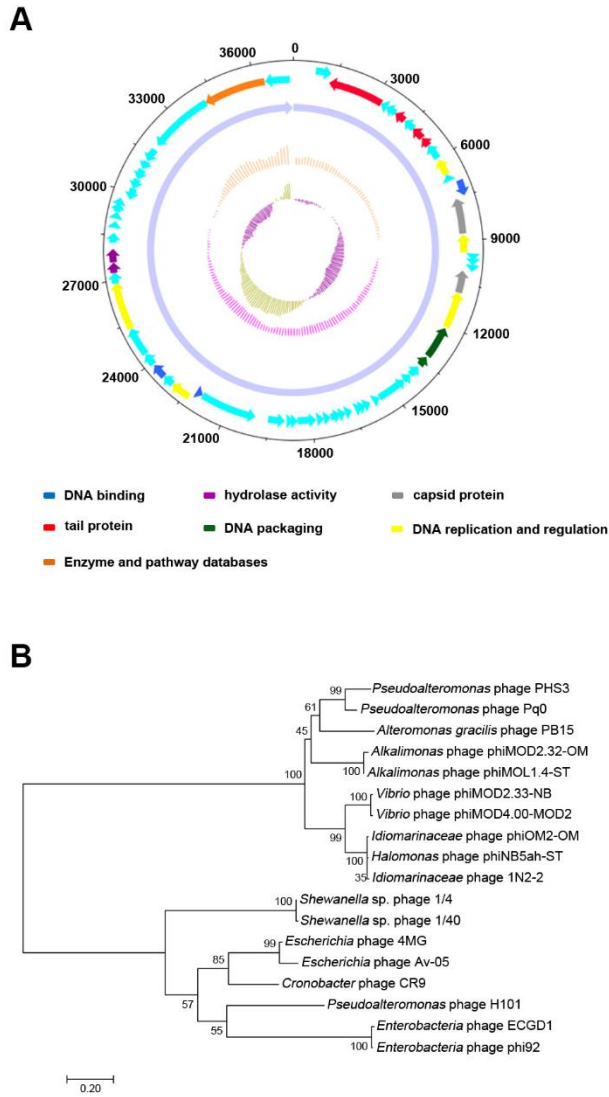 A
0
36000
3000
33000
6000
30000
9000
27000
12000
24000
15000
21000
18000
DNA binding
hydrolase activity
capsid protein
tail protein
DNA packaging
DNA replication and regulation
Enzyme and pathway databases
B
99
Pseudoalteromonas phage PHS3
61
Pseudoalteromonas phage Pq0
45
Alteromonas gracilis phage PB15
Alkalimonas phage phiMOD2.32-OM
100
100
Alkalimonas phage phiMOL1.4-ST
100
Vibrio phage phiMOD2.33-NB
Vibrio phage phiMOD4.00-MOD2
99
Idiomarinaceae phage phiOM2-OM
100
Halomonas phage phiNB5ah-ST
35
Idiomarinaceae phage 1N2-2
100
Shewanella sp. phage 1/4
Shewanella sp. phage 1/40
99
Escherichia phage 4MG
85
Escherichia phage Av-05
Cronobacter phage CR9
57
Pseudoalteromonas phage H101
55
Enterobacteria phage ECGD1
100
Enterobacteria phage phi92
0.20